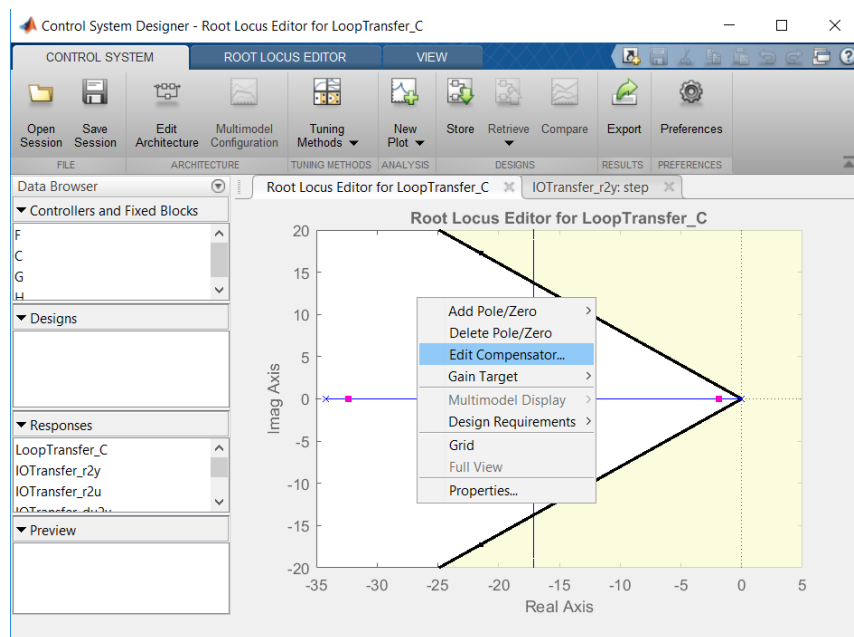 Control System Designer - Root Locus Editor for LoopTransfer_C
CONTROL SYSTEM ROOT LOCUS EDITOR VIEW
Open Session
Save Session
Edit Architecture
Multimodel Configuration
Tuning Methods
New Plot
Store
Retrieve
Compare
Export
Preferences
FILE ARCHITECTURE TUNING METHODS ANALYSIS DESIGNS RESULTS PREFERENCES
Data Browser
Controllers and Fixed Blocks
F
C
G
H
Designs
Responses
LoopTransfer_C
IOTransfer_r2y
IOTransfer_r2u
IOTransfer_du2y
Preview
Root Locus Editor for LoopTransfer_C IOTransfer_r2y: step
Root Locus Editor for LoopTransfer_C
20
15
10
5
0
-5
-10
-15
-20
Imag Axis
-35 -30 -25 -20 -15 -10 -5 0 5
Real Axis
Add Pole/Zero
Delete Pole/Zero
Edit Compensator...
Gain Target
Multimodel Display
Design Requirements
Grid
Full View
Properties...